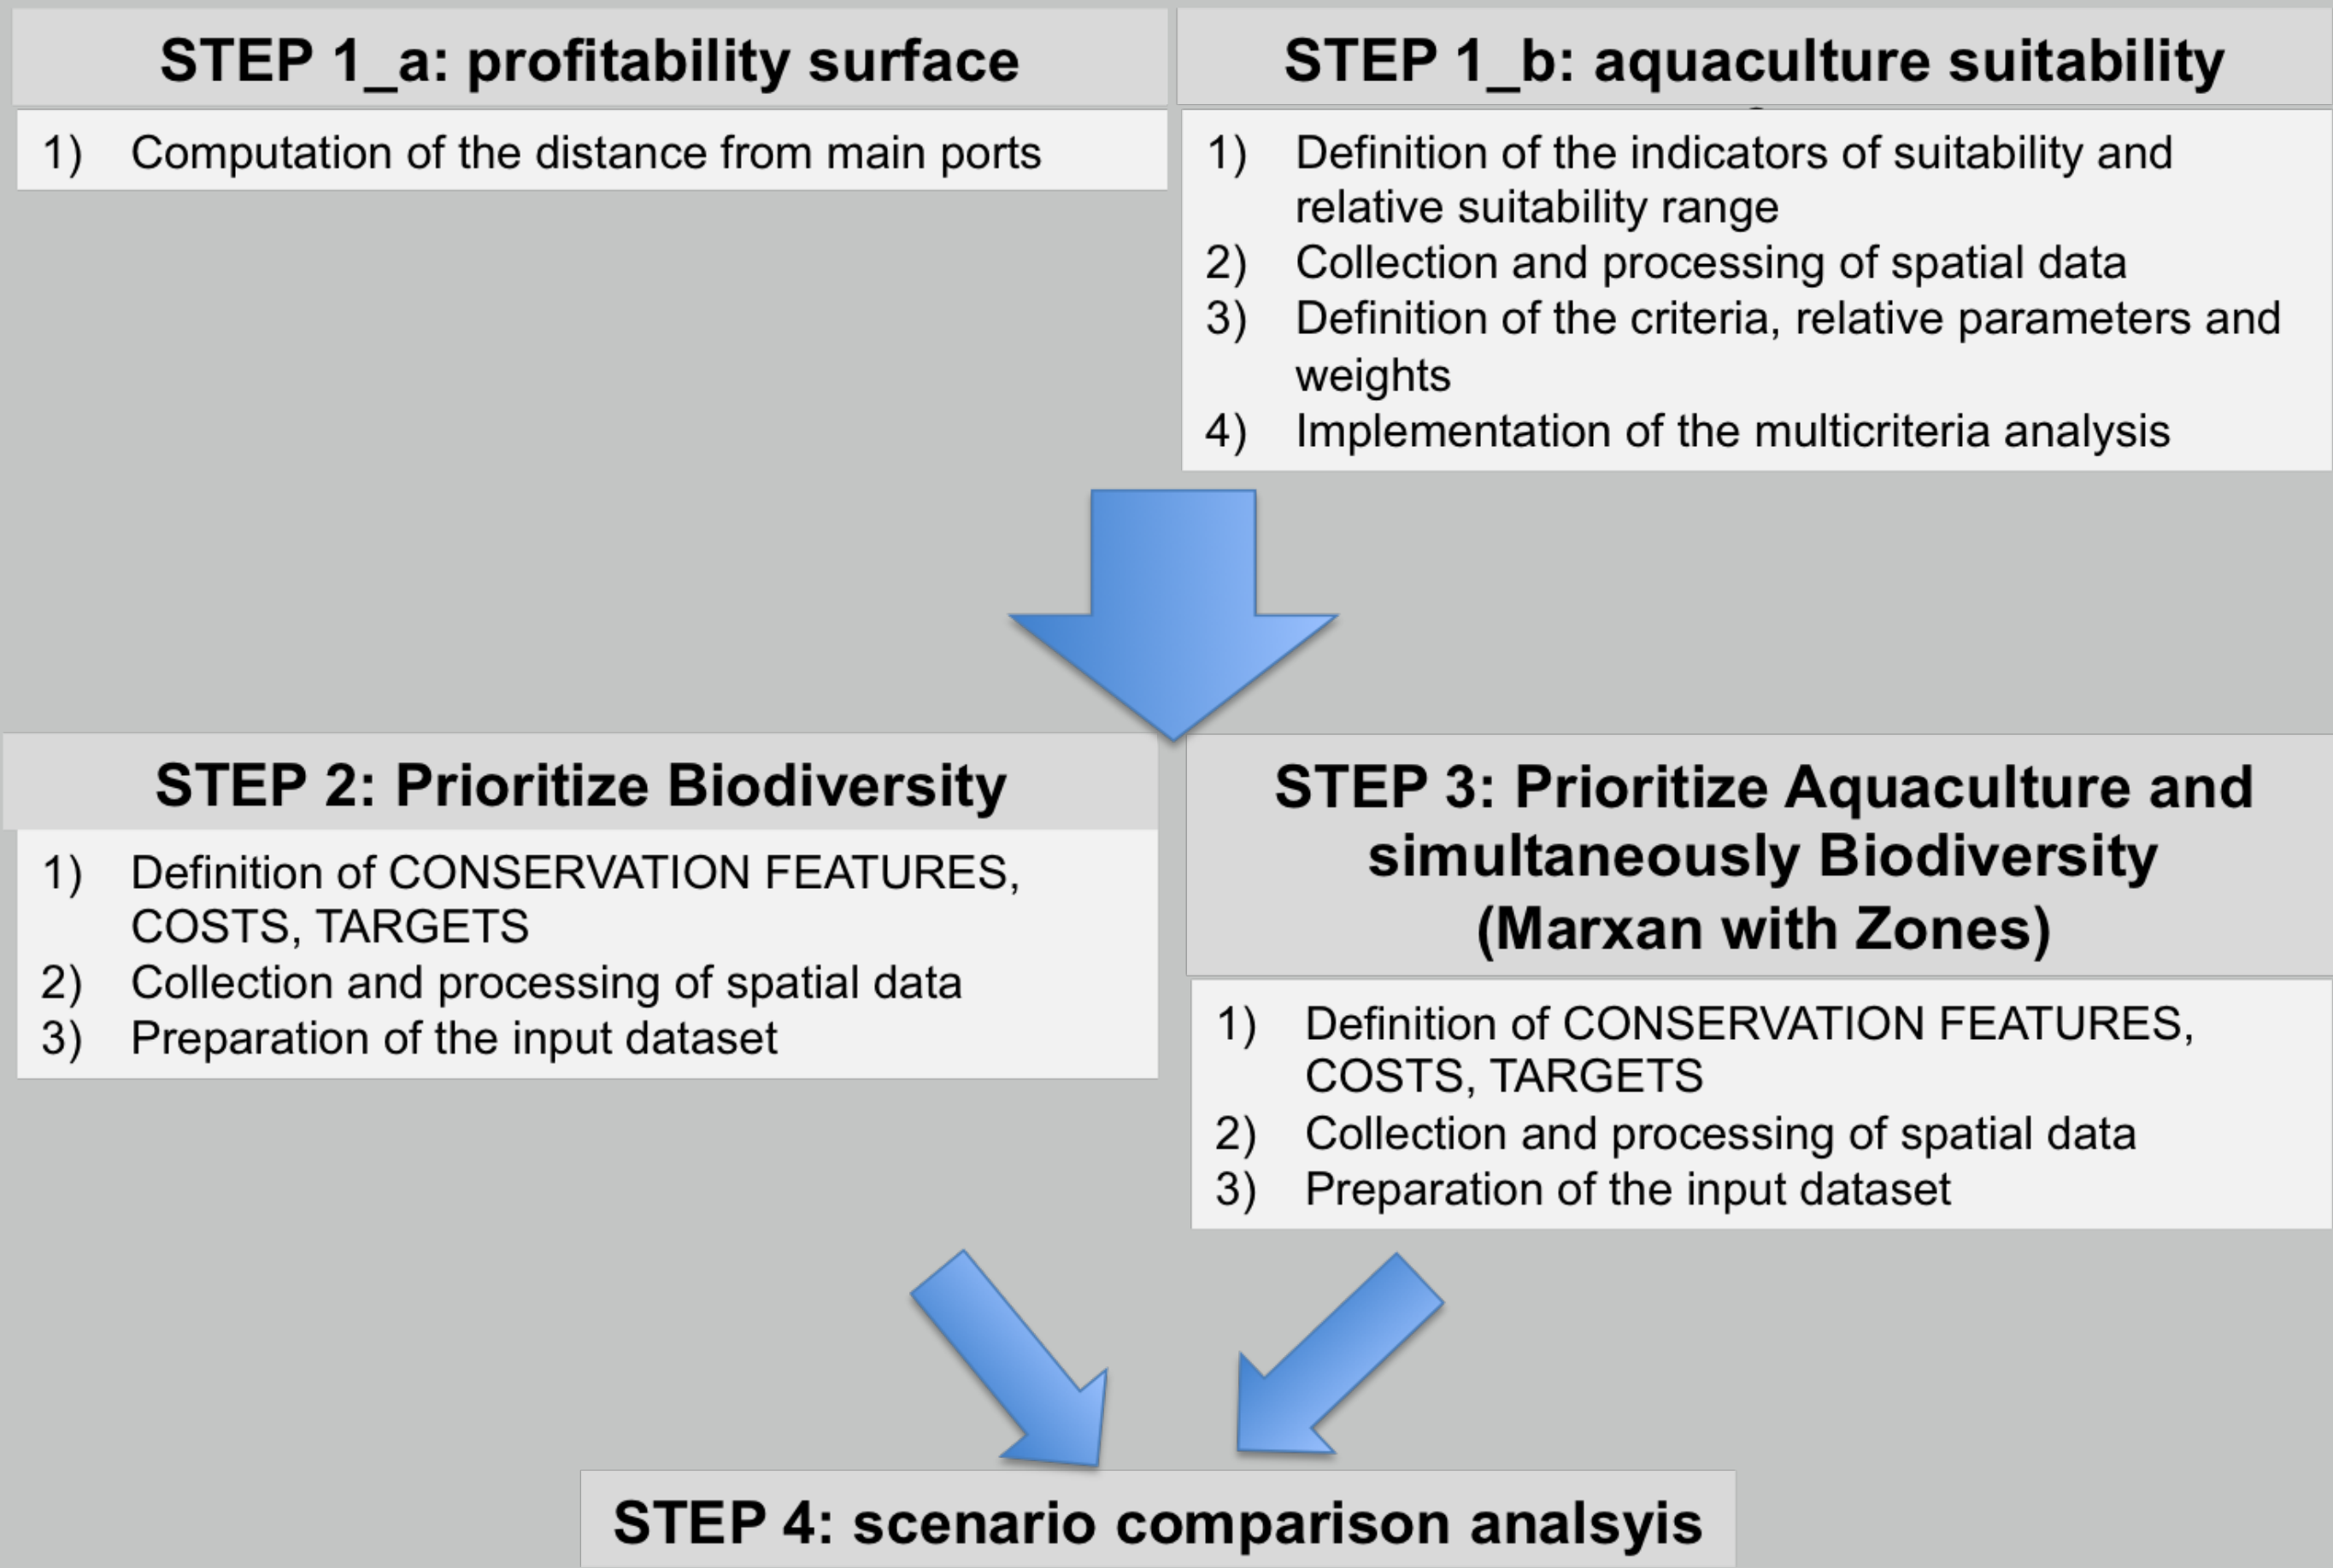 STEP 1_a: profitability surface
1) Computation of the distance from main ports
STEP 1_b: aquaculture suitability
1) Definition of the indicators of suitability and
relative suitability range
2) Collection and processing of spatial data
3) Definition of the criteria, relative parameters and
weights
4) Implementation of the multicriteria analysis
STEP 2: Prioritize Biodiversity
1) Definition of CONSERVATION FEATURES,
COSTS, TARGETS
2) Collection and processing of spatial data
3) Preparation of the input dataset
STEP 3: Prioritize Aquaculture and
simultaneously Biodiversity
(Marxan with Zones)
1) Definition of CONSERVATION FEATURES,
COSTS, TARGETS
2) Collection and processing of spatial data
3) Preparation of the input dataset
STEP 4: scenario comparison analsyis